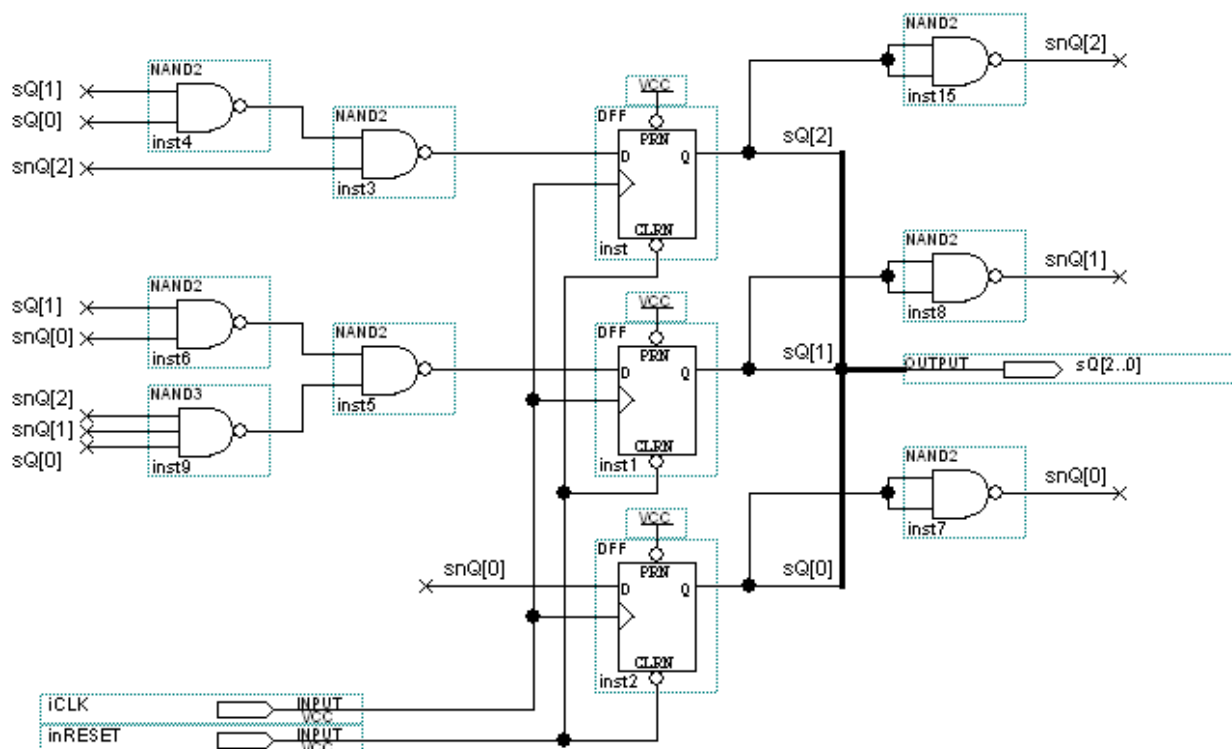 NAND2
snQ[2]
inst15
NAND2
sQ[1]
sQ[0]
inst4
snQ[2]
NAND2
inst3
VCC
DFF
PRN
D
Q
CLRN
inst
sQ[2]
NAND2
snQ[1]
inst8
NAND2
sQ[1]
snQ[0]
inst6
NAND2
inst5
NAND3
snQ[2]
snQ[1]
sQ[0]
inst9
VCC
DFF
PRN
D
Q
CLRN
inst1
sQ[1]
OUTPUT
sQ[2..0]
NAND2
snQ[0]
inst7
VCC
DFF
snQ[0]
PRN
D
Q
CLRN
inst2
sQ[0]
iCLK
INPUT
VCC
inRESET
INPUT
VCC